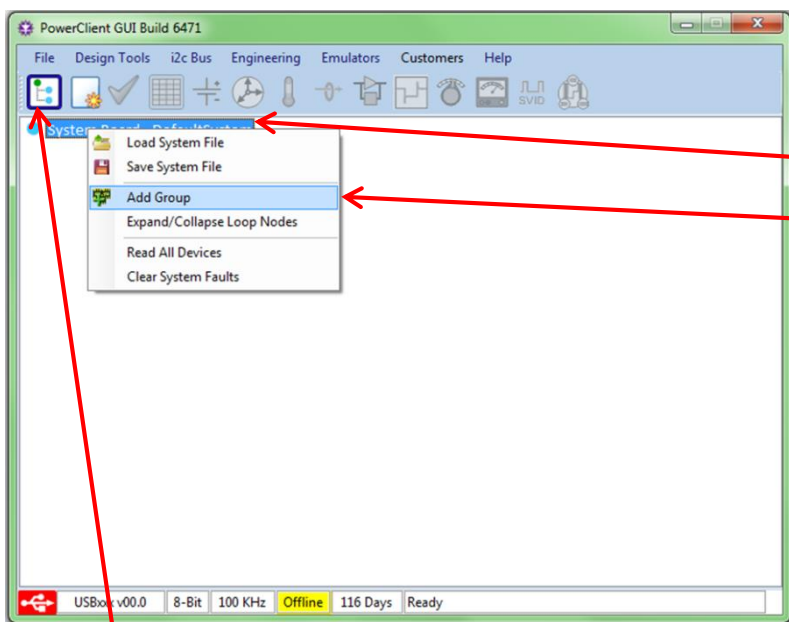 PowerClient GUI Build 6471
File Design Tools i2c Bus Engineering Emulators Customers Help
SVID
System Board - DefaultSystem
Load System File
Save System File
Add Group
Expand/Collapse Loop Nodes
Read All Devices
Clear System Faults
v00.0 8-Bit 100 KHz Offline 116 Days Ready